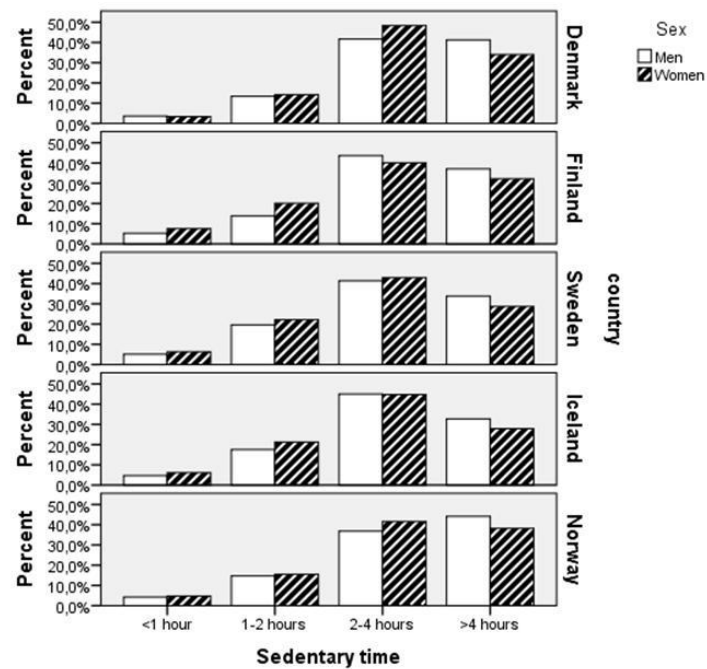 Sex
Men
Women
Percent
50,0%
40,0%
30,0%
20,0%
10,0%
0,0%
Denmark
Percent
50,0%
40,0%
30,0%
20,0%
10,0%
0,0%
Finland
Percent
50,0%
40,0%
30,0%
20,0%
10,0%
0,0%
Sweden
country
Percent
50,0%
40,0%
30,0%
20,0%
10,0%
0,0%
Iceland
Percent
50,0%
40,0%
30,0%
20,0%
10,0%
0,0%
Norway
<1 hour
1-2 hours
2-4 hours
>4 hours
Sedentary time